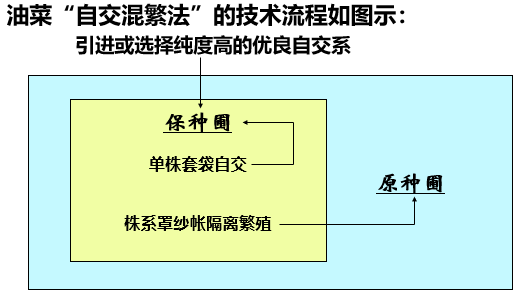 油菜“自交混繁法”的技术流程如图示：
引进或选择纯度高的优良自交系
保种圃
单株套袋自交
原种圃
株系罩纱帐隔离繁殖